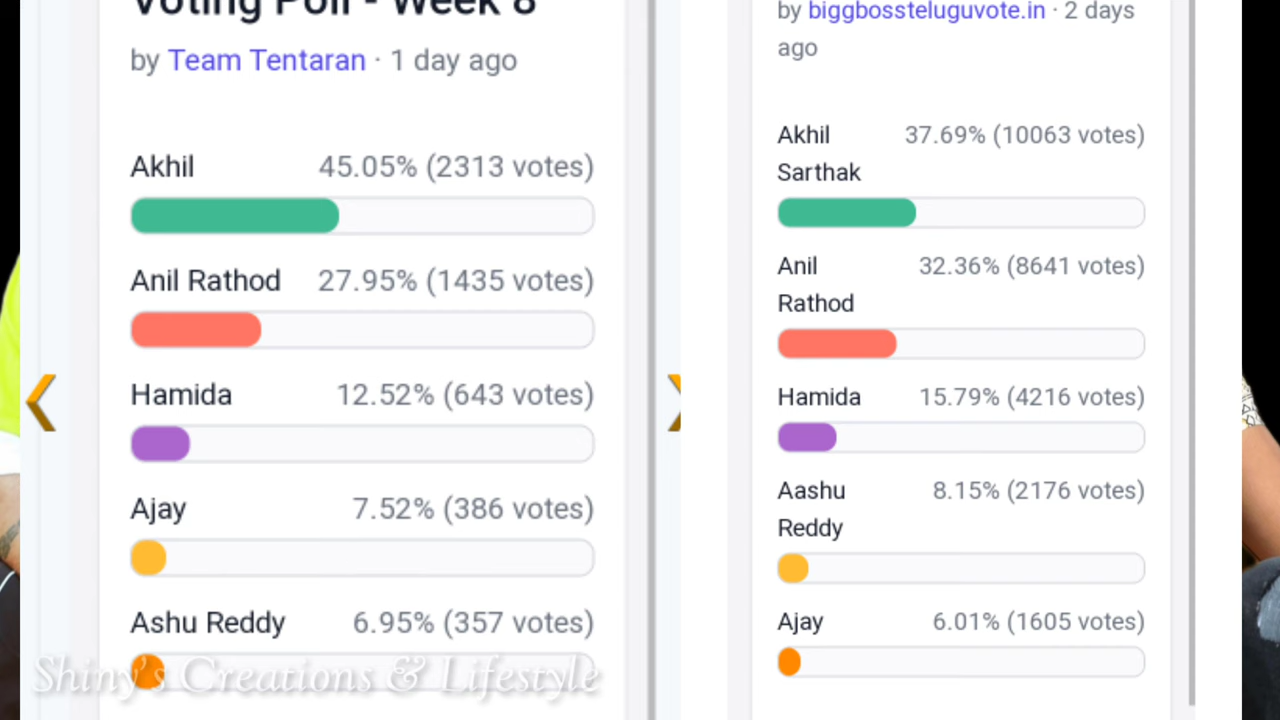 Voting Poll - Week 8
by Team Tentaran · 1 day ago
Akhil 45.05% (2313 votes)
Anil Rathod 27.95% (1435 votes)
Hamida 12.52% (643 votes)
Ajay 7.52% (386 votes)
Ashu Reddy 6.95% (357 votes)
Shiny's Creations & Lifestyle
by biggbossteluguvote.in · 2 days
ago
Akhil 37.69% (10063 votes)
Sarthak
Anil 32.36% (8641 votes)
Rathod
Hamida 15.79% (4216 votes)
Aashu 8.15% (2176 votes)
Reddy
Ajay 6.01% (1605 votes)